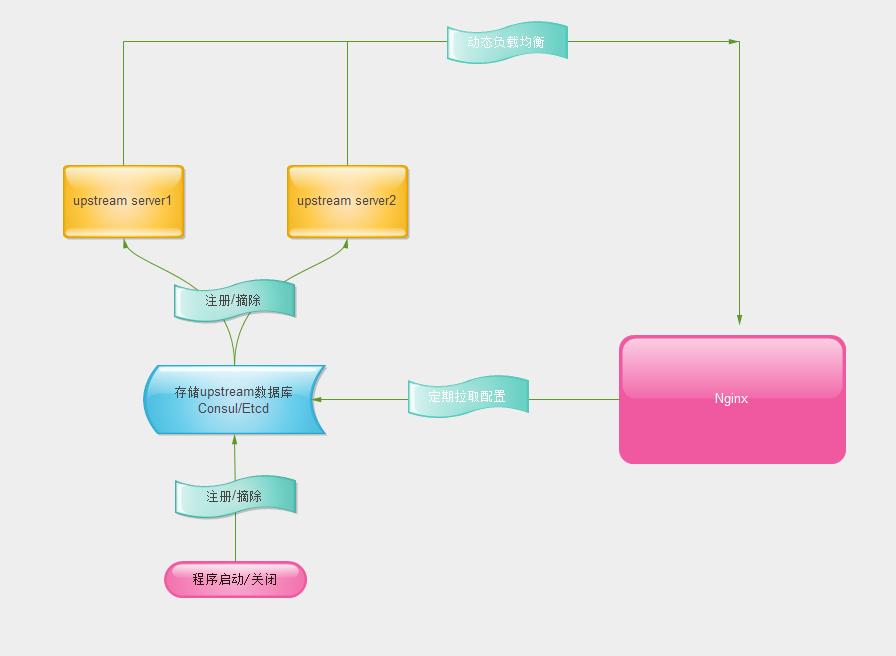 动态负载均衡
upstream server1
upstream server2
注册/摘除
存储upstream数据库
Consul/Etcd
定期拉取配置
Nginx
注册/摘除
程序启动/关闭